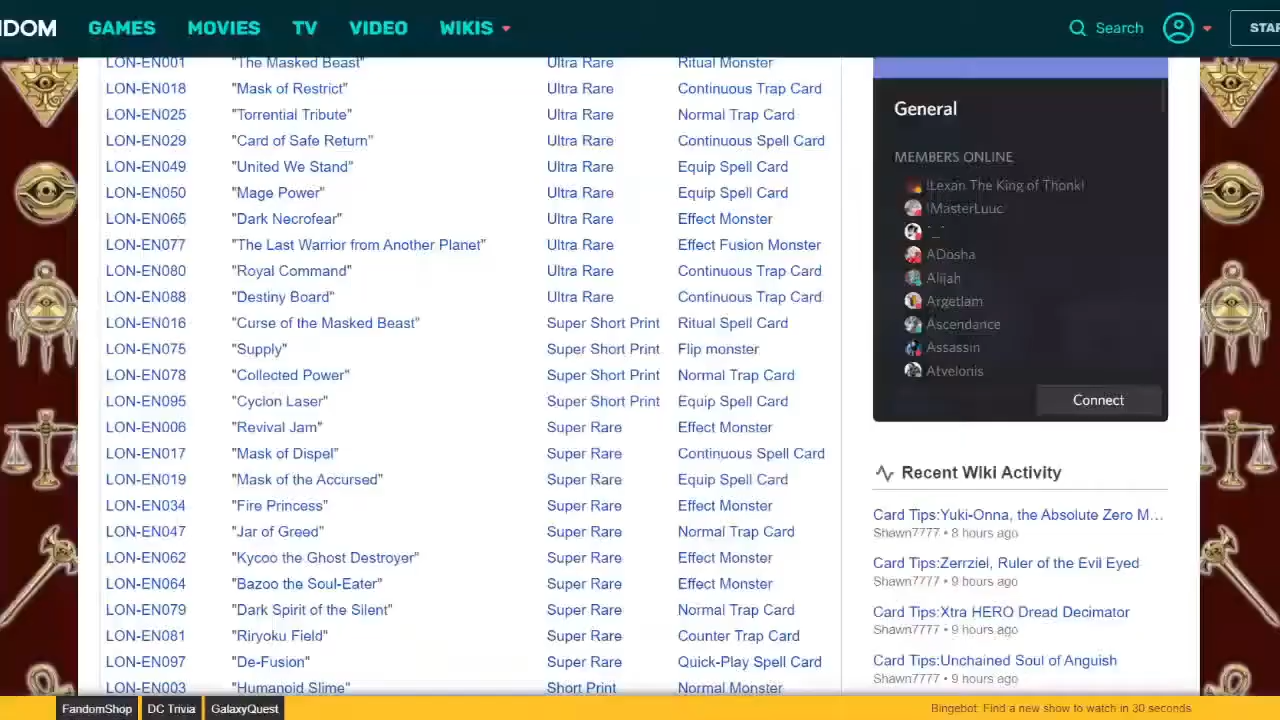 NDOM GAMES MOVIES TV VIDEO WIKIS Search STAR
LON-EN001 "The Masked Beast" Ultra Rare Ritual Monster
LON-EN018 "Mask of Restrict" Ultra Rare Continuous Trap Card
LON-EN025 "Torrential Tribute" Ultra Rare Normal Trap Card
LON-EN029 "Card of Safe Return" Ultra Rare Continuous Spell Card
LON-EN049 "United We Stand" Ultra Rare Equip Spell Card
LON-EN050 "Mage Power" Ultra Rare Equip Spell Card
LON-EN065 "Dark Necrofear" Ultra Rare Effect Monster
LON-EN077 "The Last Warrior from Another Planet" Ultra Rare Effect Fusion Monster
LON-EN080 "Royal Command" Ultra Rare Continuous Trap Card
LON-EN088 "Destiny Board" Ultra Rare Continuous Trap Card
LON-EN016 "Curse of the Masked Beast" Super Short Print Ritual Spell Card
LON-EN075 "Supply" Super Short Print Flip monster
LON-EN078 "Collected Power" Super Short Print Normal Trap Card
LON-EN095 "Cyclon Laser" Super Short Print Equip Spell Card
LON-EN006 "Revival Jam" Super Rare Effect Monster
LON-EN017 "Mask of Dispel" Super Rare Continuous Spell Card
LON-EN019 "Mask of the Accursed" Super Rare Equip Spell Card
LON-EN034 "Fire Princess" Super Rare Effect Monster
LON-EN047 "Jar of Greed" Super Rare Normal Trap Card
LON-EN062 "Kycoo the Ghost Destroyer" Super Rare Effect Monster
LON-EN064 "Bazoo the Soul-Eater" Super Rare Effect Monster
LON-EN079 "Dark Spirit of the Silent" Super Rare Normal Trap Card
LON-EN081 "Riryoku Field" Super Rare Counter Trap Card
LON-EN097 "De-Fusion" Super Rare Quick-Play Spell Card
LON-EN003 "Humanoid Slime" Short Print Normal Monster
General
MEMBERS ONLINE
!Lexan The King of Thonk!
!MasterLuuc
ADosha
Alijah
Argetlam
Ascendance
Assassin
Atvelonis
Connect
Recent Wiki Activity
Card Tips:Yuki-Onna, the Absolute Zero M...
Shawn7777 • 8 hours ago
Card Tips:Zerrziel, Ruler of the Evil Eyed
Shawn7777 • 9 hours ago
Card Tips:Xtra HERO Dread Decimator
Shawn7777 • 9 hours ago
Card Tips:Unchained Soul of Anguish
Shawn7777 • 9 hours ago
FandomShop DC Trivia GalaxyQuest Bingebot: Find a new show to watch in 30 seconds